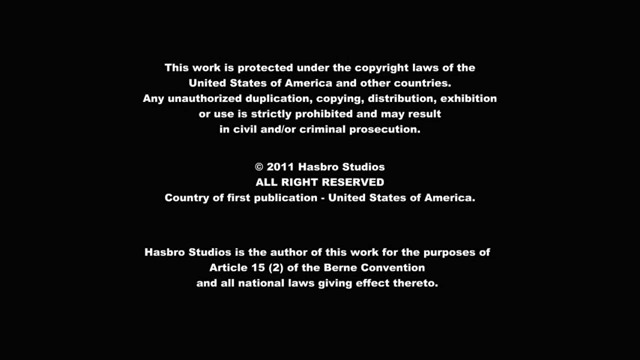 This work is protected under the copyright laws of the
United States of America and other countries.
Any unauthorized duplication, copying, distribution, exhibition
or use is strictly prohibited and may result
in civil and/or criminal prosecution.
© 2011 Hasbro Studios
ALL RIGHT RESERVED
Country of first publication - United States of America.
Hasbro Studios is the author of this work for the purposes of
Article 15 (2) of the Berne Convention
and all national laws giving effect thereto.